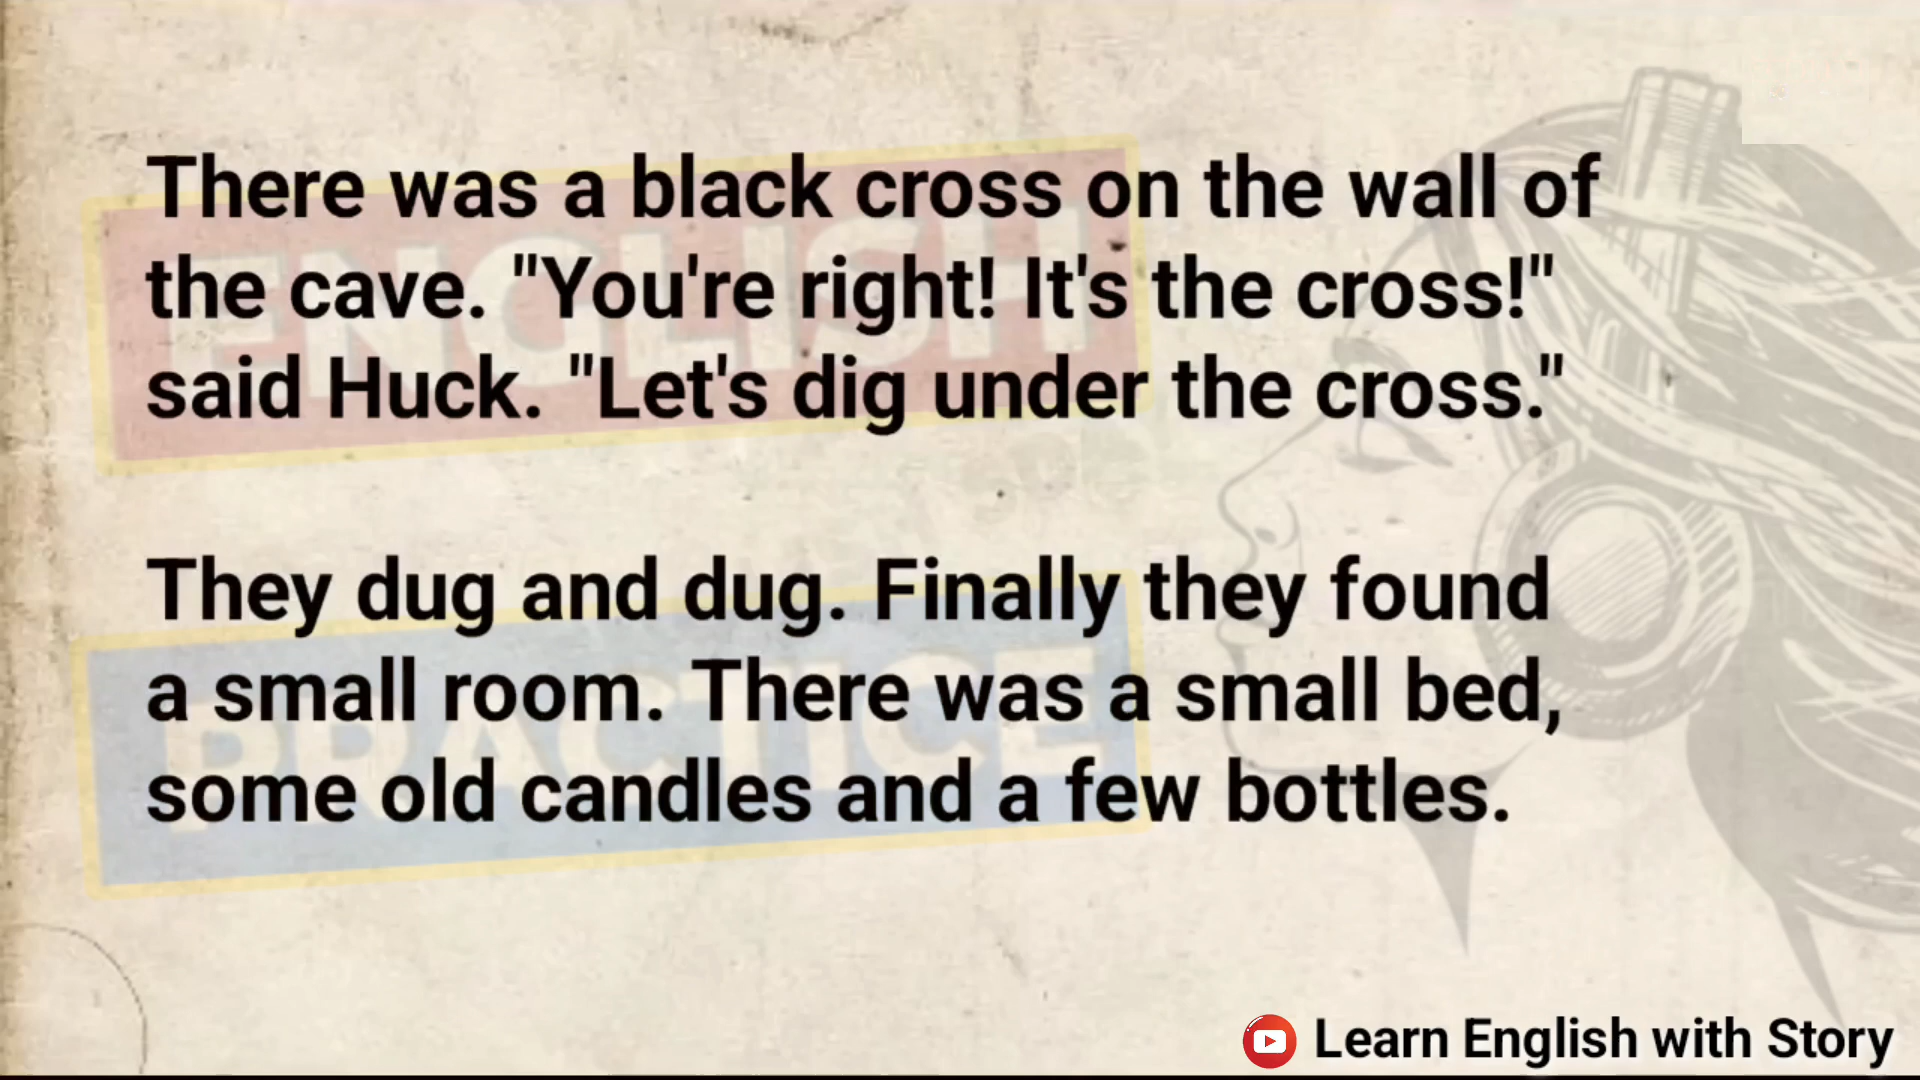 There was a black cross on the wall of
the cave. "You're right! It's the cross!"
said Huck. "Let's dig under the cross."
They dug and dug. Finally they found
a small room. There was a small bed,
some old candles and a few bottles.
ENGLISH
PRACTICE
Learn English with Story